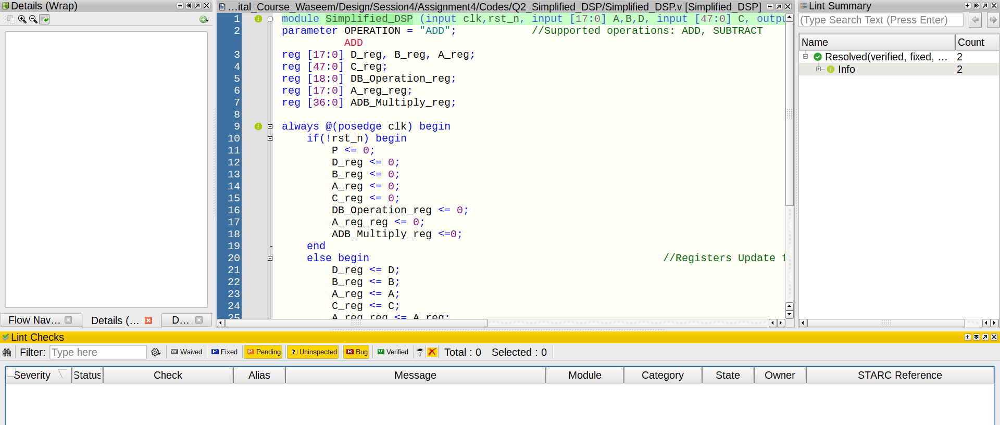 Details (Wrap)
Flow Nav...
Details (...
D...
...ital_Course_Waseem/Design/Session4/Assignment4/Codes/Q2_Simplified_DSP/Simplified_DSP.v [Simplified_DSP]
1 module Simplified_DSP (input clk,rst_n, input [17:0] A,B,D, input [47:0] C, outpu
2 parameter OPERATION = "ADD"; //Supported operations: ADD, SUBTRACT
ADD
3 reg [17:0] D_reg, B_reg, A_reg;
4 reg [47:0] C_reg;
5 reg [18:0] DB_Operation_reg;
6 reg [17:0] A_reg_reg;
7 reg [36:0] ADB_Multiply_reg;
8
9 always @(posedge clk) begin
10 if(!rst_n) begin
11 P <= 0;
12 D_reg <= 0;
13 B_reg <= 0;
14 A_reg <= 0;
15 C_reg <= 0;
16 DB_Operation_reg <= 0;
17 A_reg_reg <= 0;
18 ADB_Multiply_reg <=0;
19 end
20 else begin //Registers Update f
21 D_reg <= D;
22 B_reg <= B;
23 A_reg <= A;
24 C_reg <= C;
25 A_reg_reg <= A_reg;
Lint Summary
(Type Search Text (Press Enter)
Name Count
Resolved(verified, fixed, ... 2
Info 2
Lint Checks
Filter: Type here Waived Fixed Pending Uninspected Bug Verified Total : 0 Selected : 0
Severity Status Check Alias Message Module Category State Owner STARC Reference